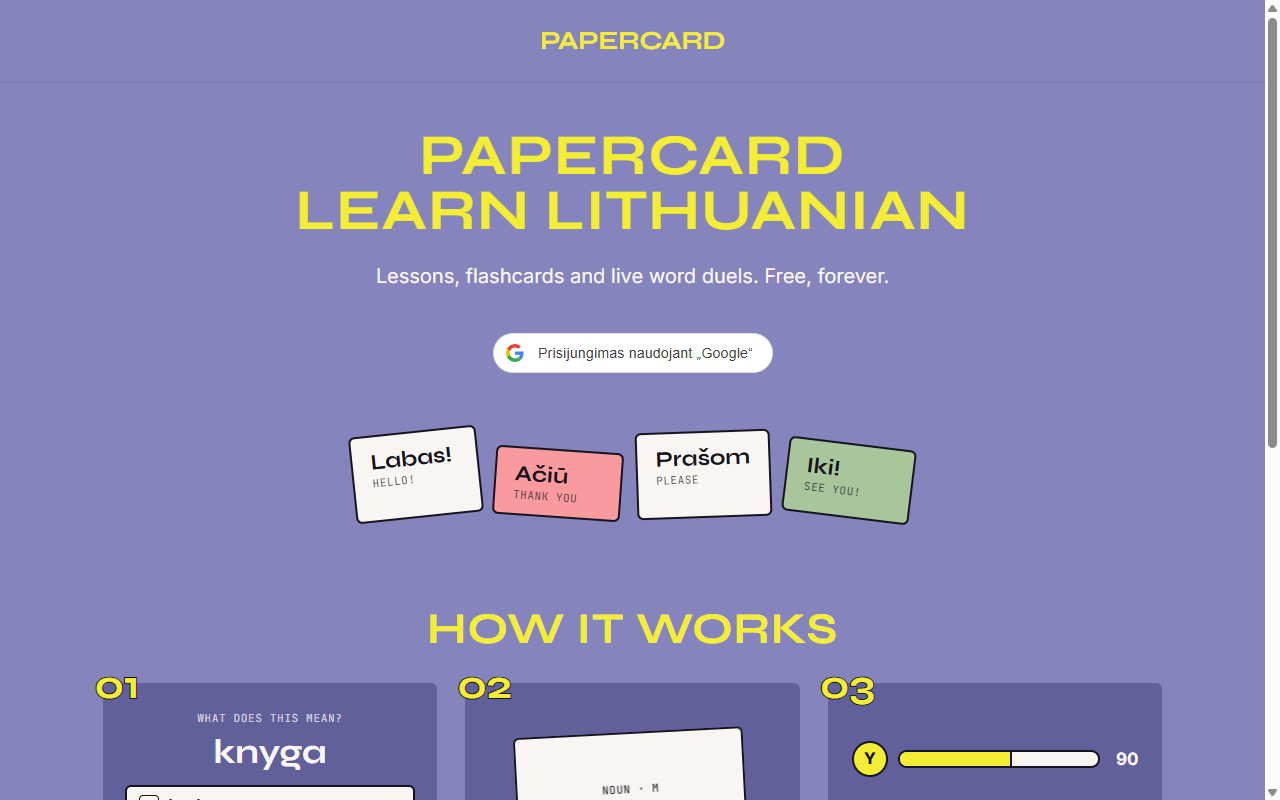 PAPERCARD
PAPERCARD
LEARN LITHUANIAN
Lessons, flashcards and live word duels. Free, forever.
Prisijungimas naudojant „Google“
Labas!
HELLO!
Ačiū
THANK YOU
Prašom
PLEASE
Iki!
SEE YOU!
HOW IT WORKS
01
WHAT DOES THIS MEAN?
knyga
02
NOUN · M
03
Y
90